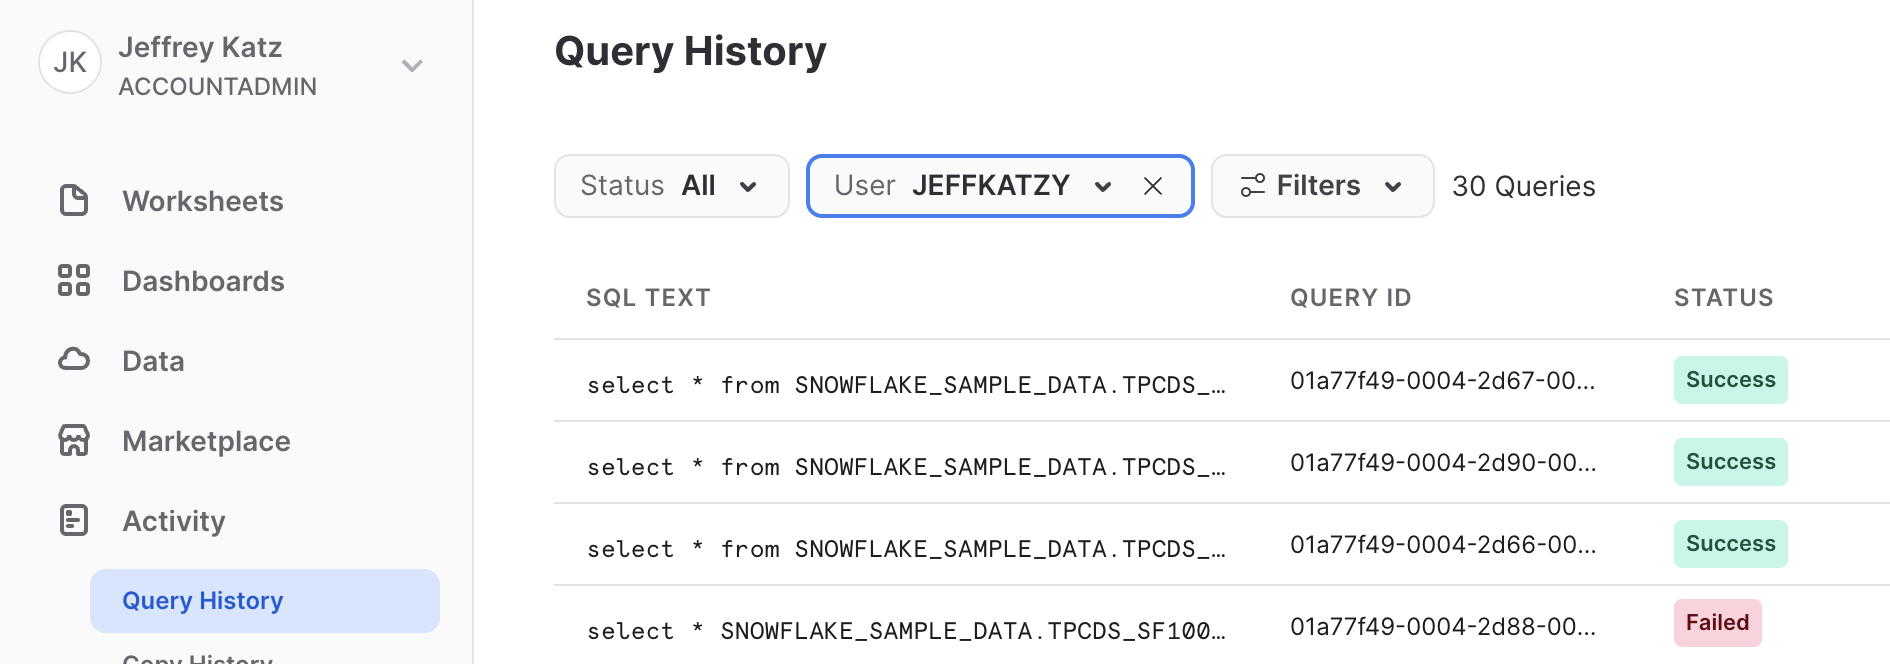 JK
Jeffrey Katz
ACCOUNTADMIN
Worksheets
Dashboards
Data
Marketplace
Activity
Query History
Copy History
Query History
Status All
User JEFFKATZY
Filters
30 Queries
SQL TEXT QUERY ID STATUS
select * from SNOWFLAKE_SAMPLE_DATA.TPCDS_… 01a77f49-0004-2d67-00… Success
select * from SNOWFLAKE_SAMPLE_DATA.TPCDS_… 01a77f49-0004-2d90-00… Success
select * from SNOWFLAKE_SAMPLE_DATA.TPCDS_… 01a77f49-0004-2d66-00… Success
select * SNOWFLAKE_SAMPLE_DATA.TPCDS_SF100… 01a77f49-0004-2d88-00… Failed